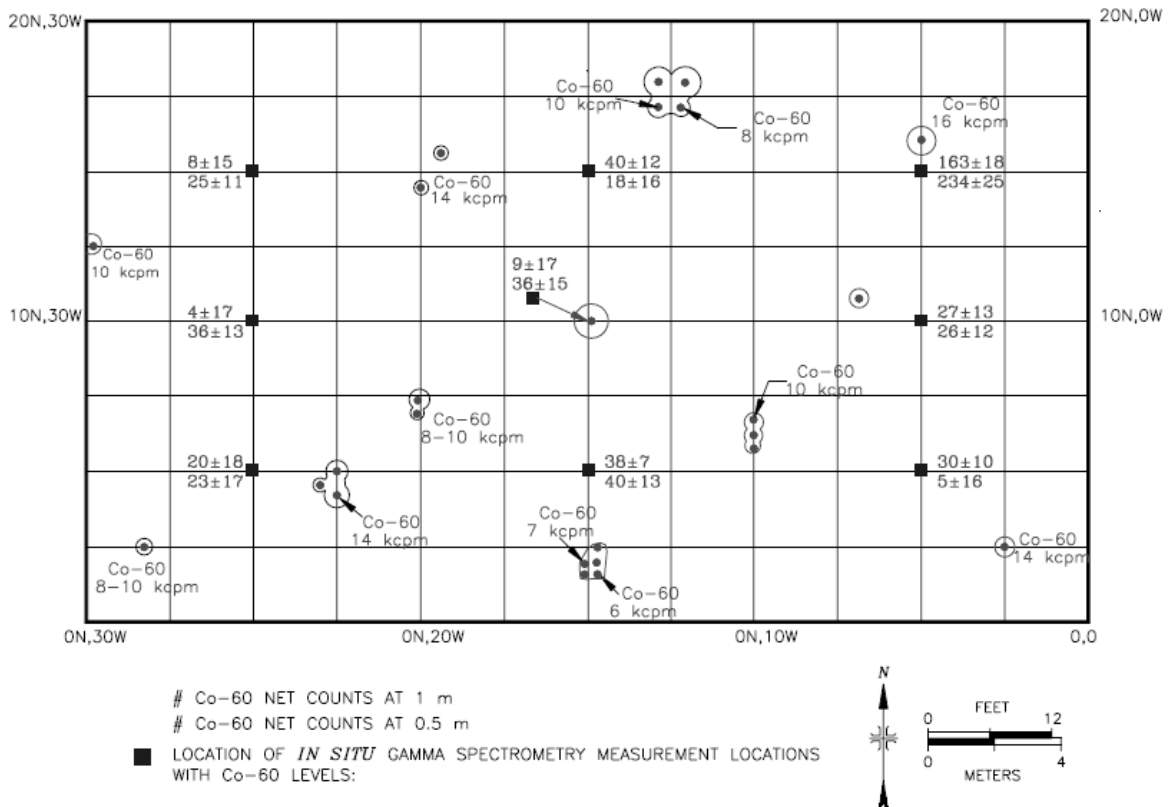 20N,30W
20N,0W
Co-60
10 kcpm
Co-60
8 kcpm
Co-60
16 kcpm
8±15
25±11
40±12
18±16
163±18
234±25
Co-60
14 kcpm
Co-60
10 kcpm
9±17
36±15
10N,30W
4±17
36±13
27±13
26±12
10N,0W
Co-60
10 kcpm
Co-60
8-10 kcpm
20±18
23±17
38±7
40±13
30±10
5±16
Co-60
14 kcpm
Co-60
7 kcpm
Co-60
8-10 kcpm
Co-60
6 kcpm
Co-60
14 kcpm
0N,30W
0N,20W
0N,10W
0,0
# Co-60 NET COUNTS AT 1 m
# Co-60 NET COUNTS AT 0.5 m
LOCATION OF IN SITU GAMMA SPECTROMETRY MEASUREMENT LOCATIONS
WITH Co-60 LEVELS:
N
FEET
0 12
0 4
METERS